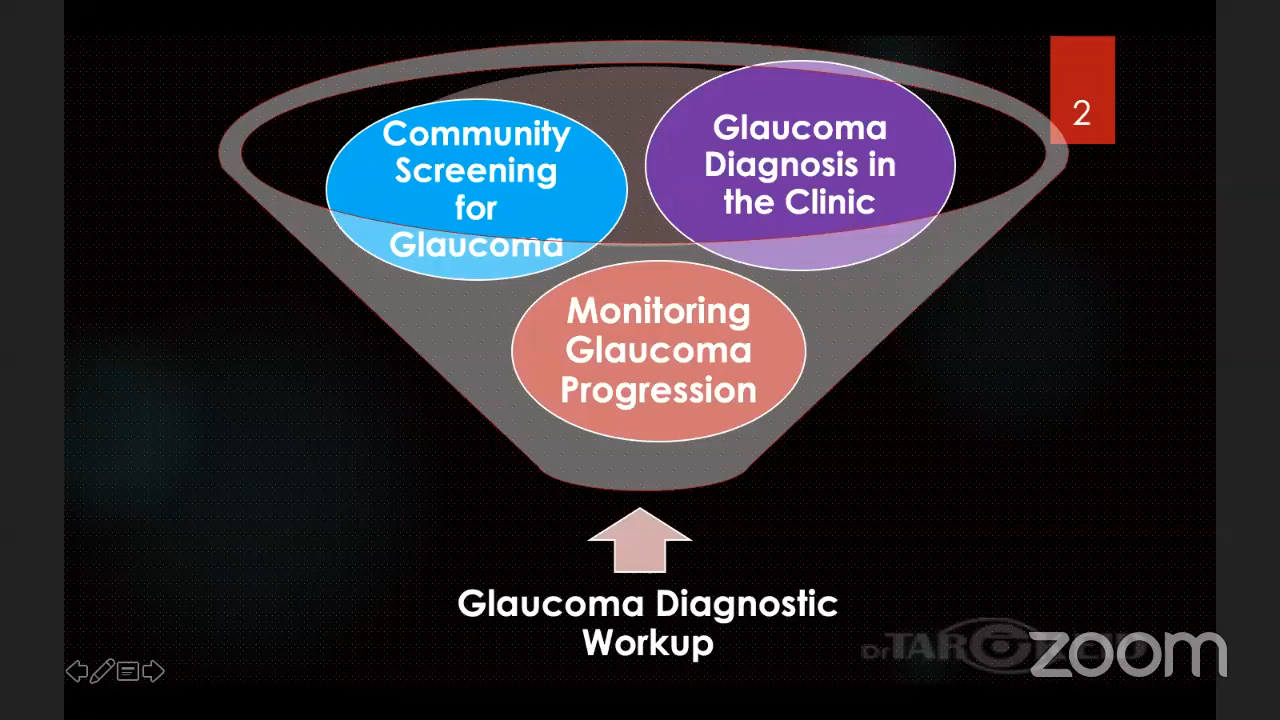 2
Community
Screening
for
Glaucoma
Glaucoma
Diagnosis in
the Clinic
Monitoring
Glaucoma
Progression
Glaucoma Diagnostic
Workup
zoom